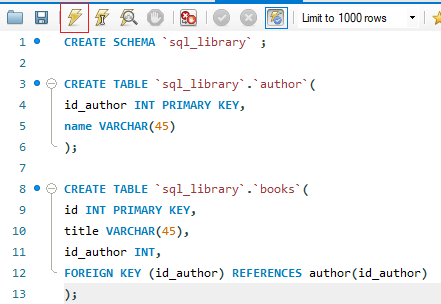 Limit to 1000 rows
1 CREATE SCHEMA `sql_library` ;
2
3 CREATE TABLE `sql_library`.`author`(
4 id_author INT PRIMARY KEY,
5 name VARCHAR(45)
6 );
7
8 CREATE TABLE `sql_library`.`books`(
9 id INT PRIMARY KEY,
10 title VARCHAR(45),
11 id_author INT,
12 FOREIGN KEY (id_author) REFERENCES author(id_author)
13 );